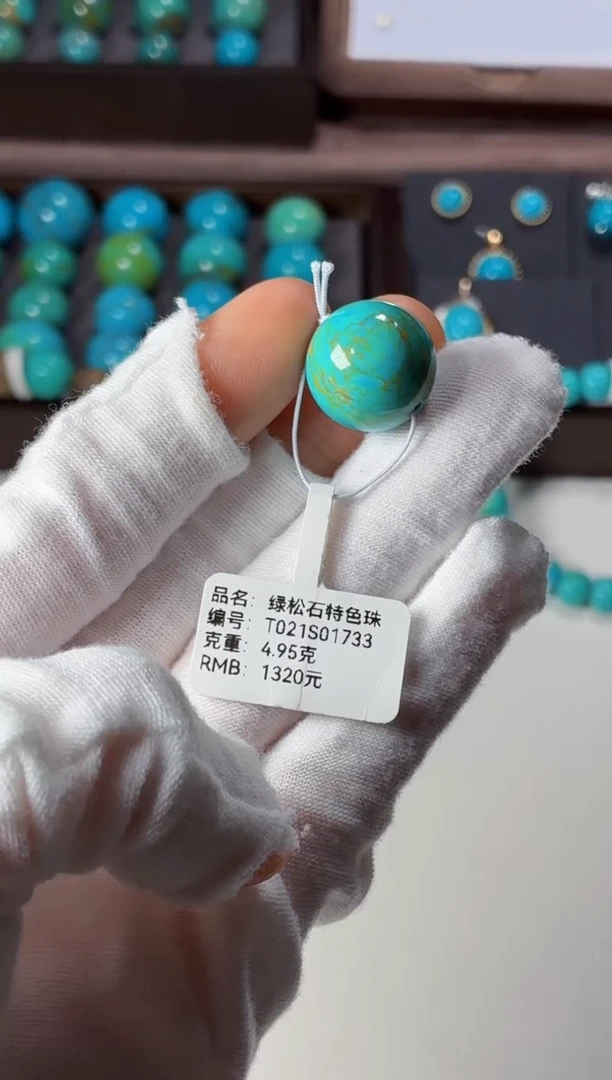 品名: 绿松石特色珠
编号: T021S01733
克重: 4.95克
RMB: 1320元